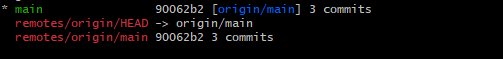 * main 90062b2 [origin/main] 3 commits
remotes/origin/HEAD -> origin/main
remotes/origin/main 90062b2 3 commits